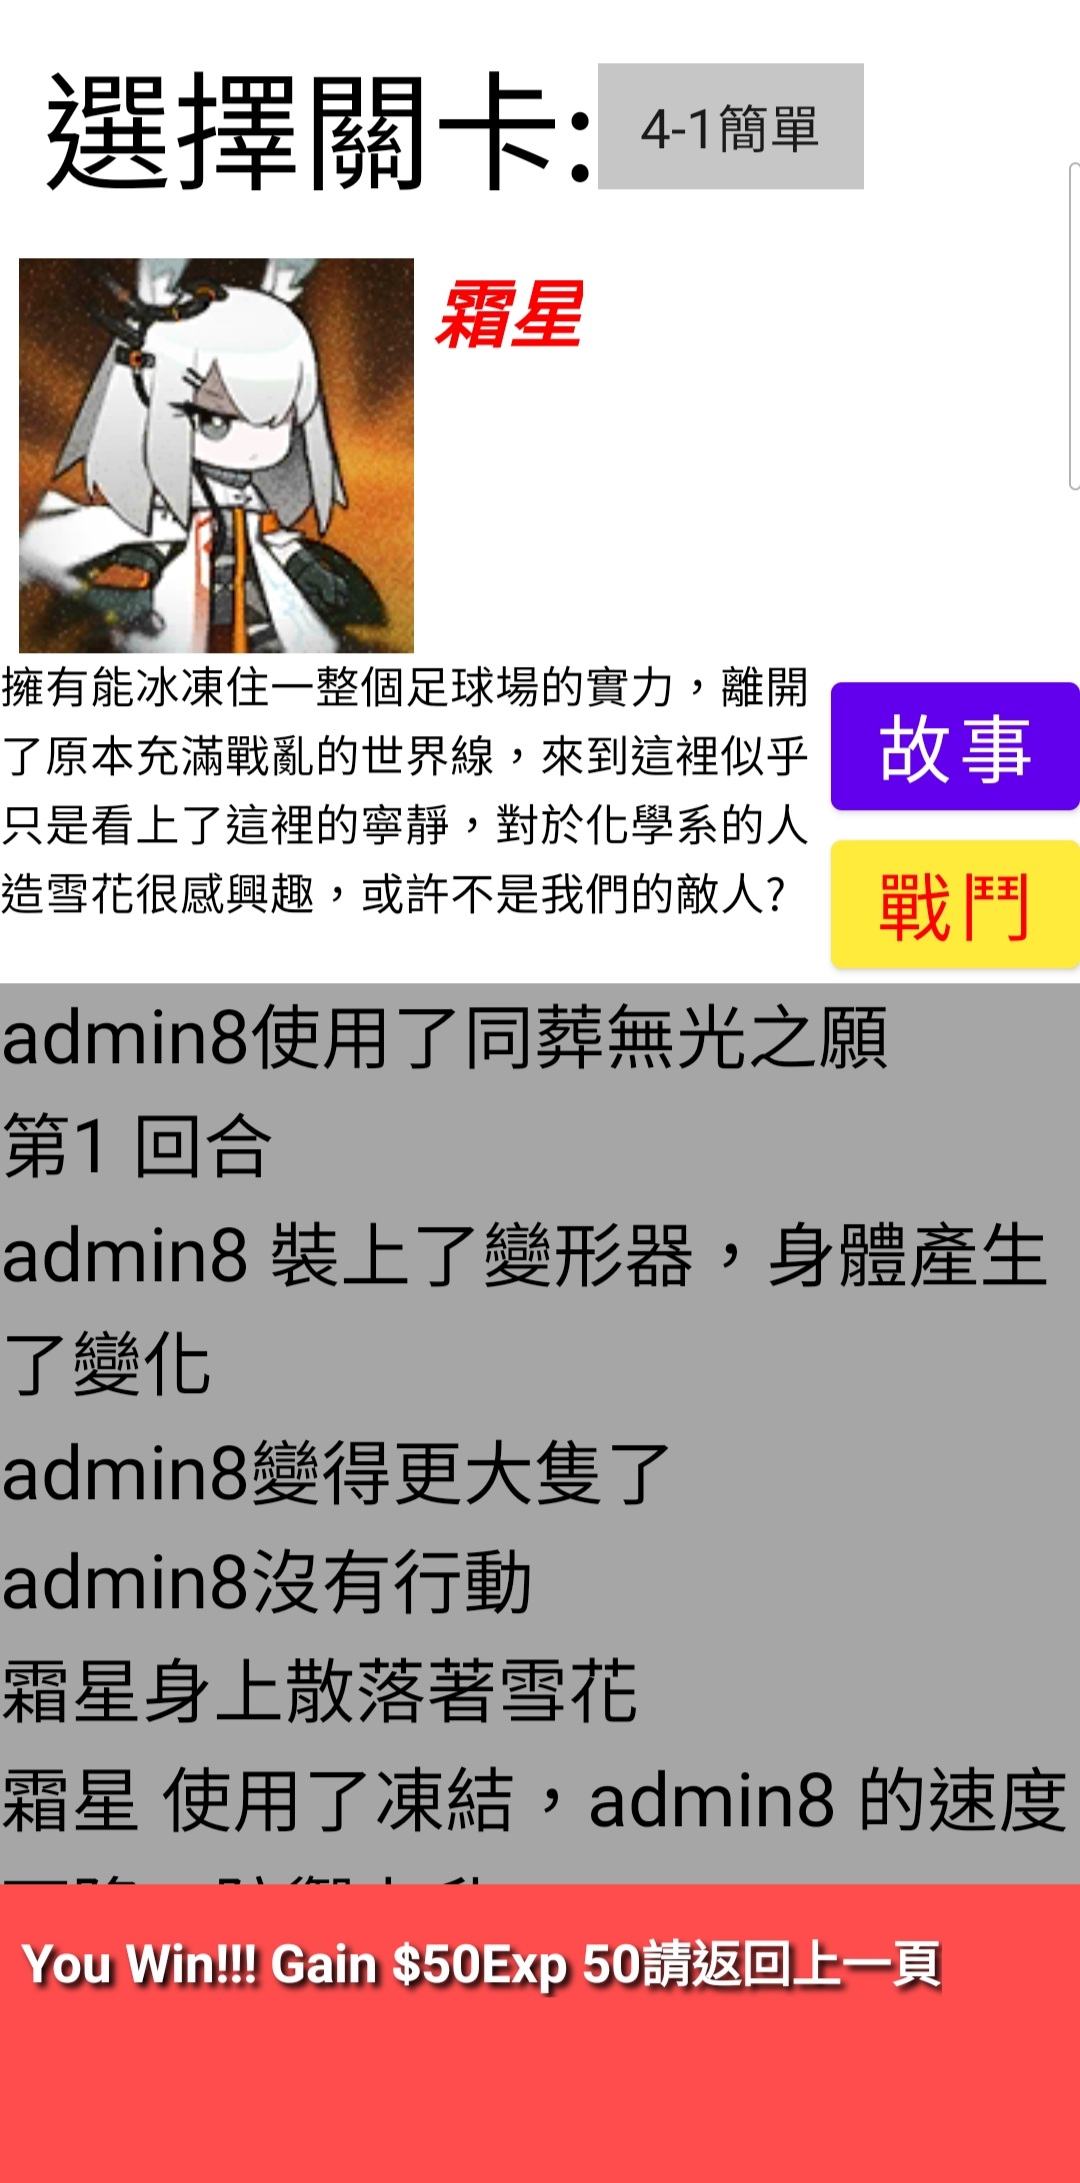 選擇關卡:
4-1簡單
霜星
擁有能冰凍住一整個足球場的實力，離開
了原本充滿戰亂的世界線，來到這裡似乎
只是看上了這裡的寧靜，對於化學系的人
造雪花很感興趣，或許不是我們的敵人?
故事
戰鬥
admin8使用了同葬無光之願
第1 回合
admin8 裝上了變形器，身體產生
了變化
admin8變得更大隻了
admin8沒有行動
霜星身上散落著雪花
霜星 使用了凍結，admin8 的速度
You Win!!! Gain $50Exp 50請返回上一頁